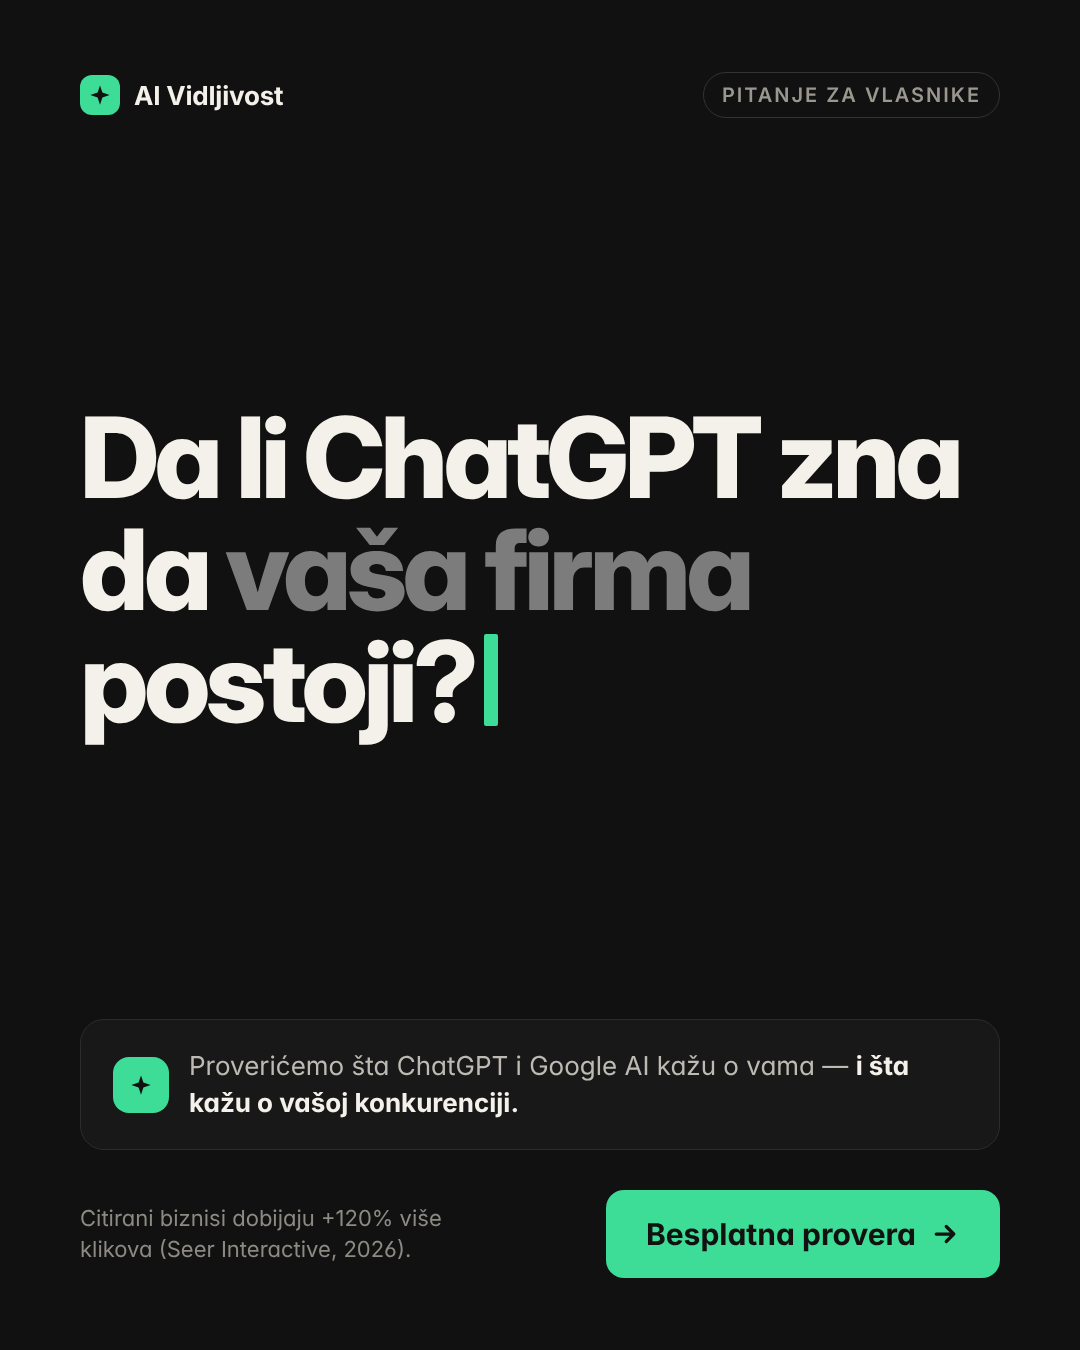 AI Vidljivost
PITANJE ZA VLASNIKE
Da li ChatGPT zna
da vaša firma
postoji?
Proverićemo šta ChatGPT i Google AI kažu o vama — i šta
kažu o vašoj konkurenciji.
Citirani biznisi dobijaju +120% više
klikova (Seer Interactive, 2026).
Besplatna provera →